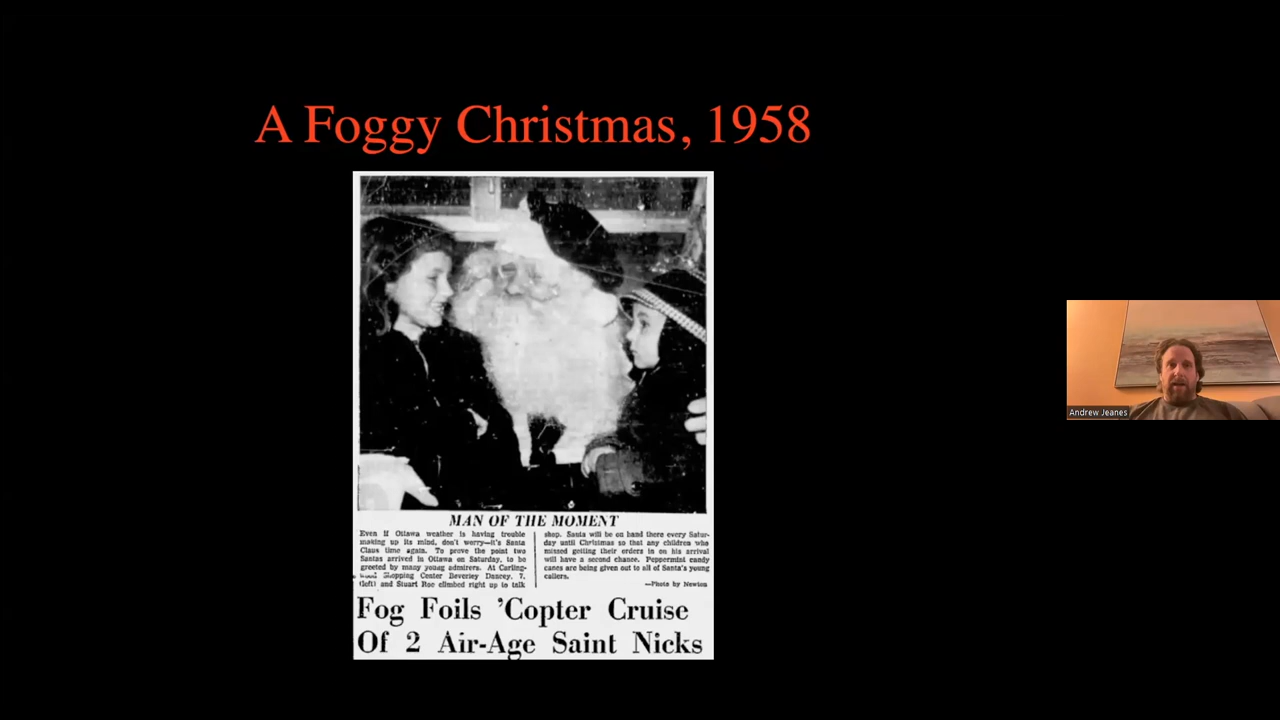 A Foggy Christmas, 1958
MAN OF THE MOMENT
Even if Ottawa weather is having trouble
making up its mind, don't worry—it's Santa
Claus time again. To prove the point two
Santas arrived in Ottawa on Saturday, to be
greeted by many young admirers. At Carling-
wood Shopping Center Beverley Dancey, 7,
(left) and Stuart Roe climbed right up to talk
shop. Santa will be on hand there every Satur-
day until Christmas so that any children who
missed getting their orders in on his arrival
will have a second chance. Peppermint candy
canes are being given out to all of Santa's young
callers.
—Photo by Newton
Fog Foils 'Copter Cruise
Of 2 Air-Age Saint Nicks
Andrew Jeanes